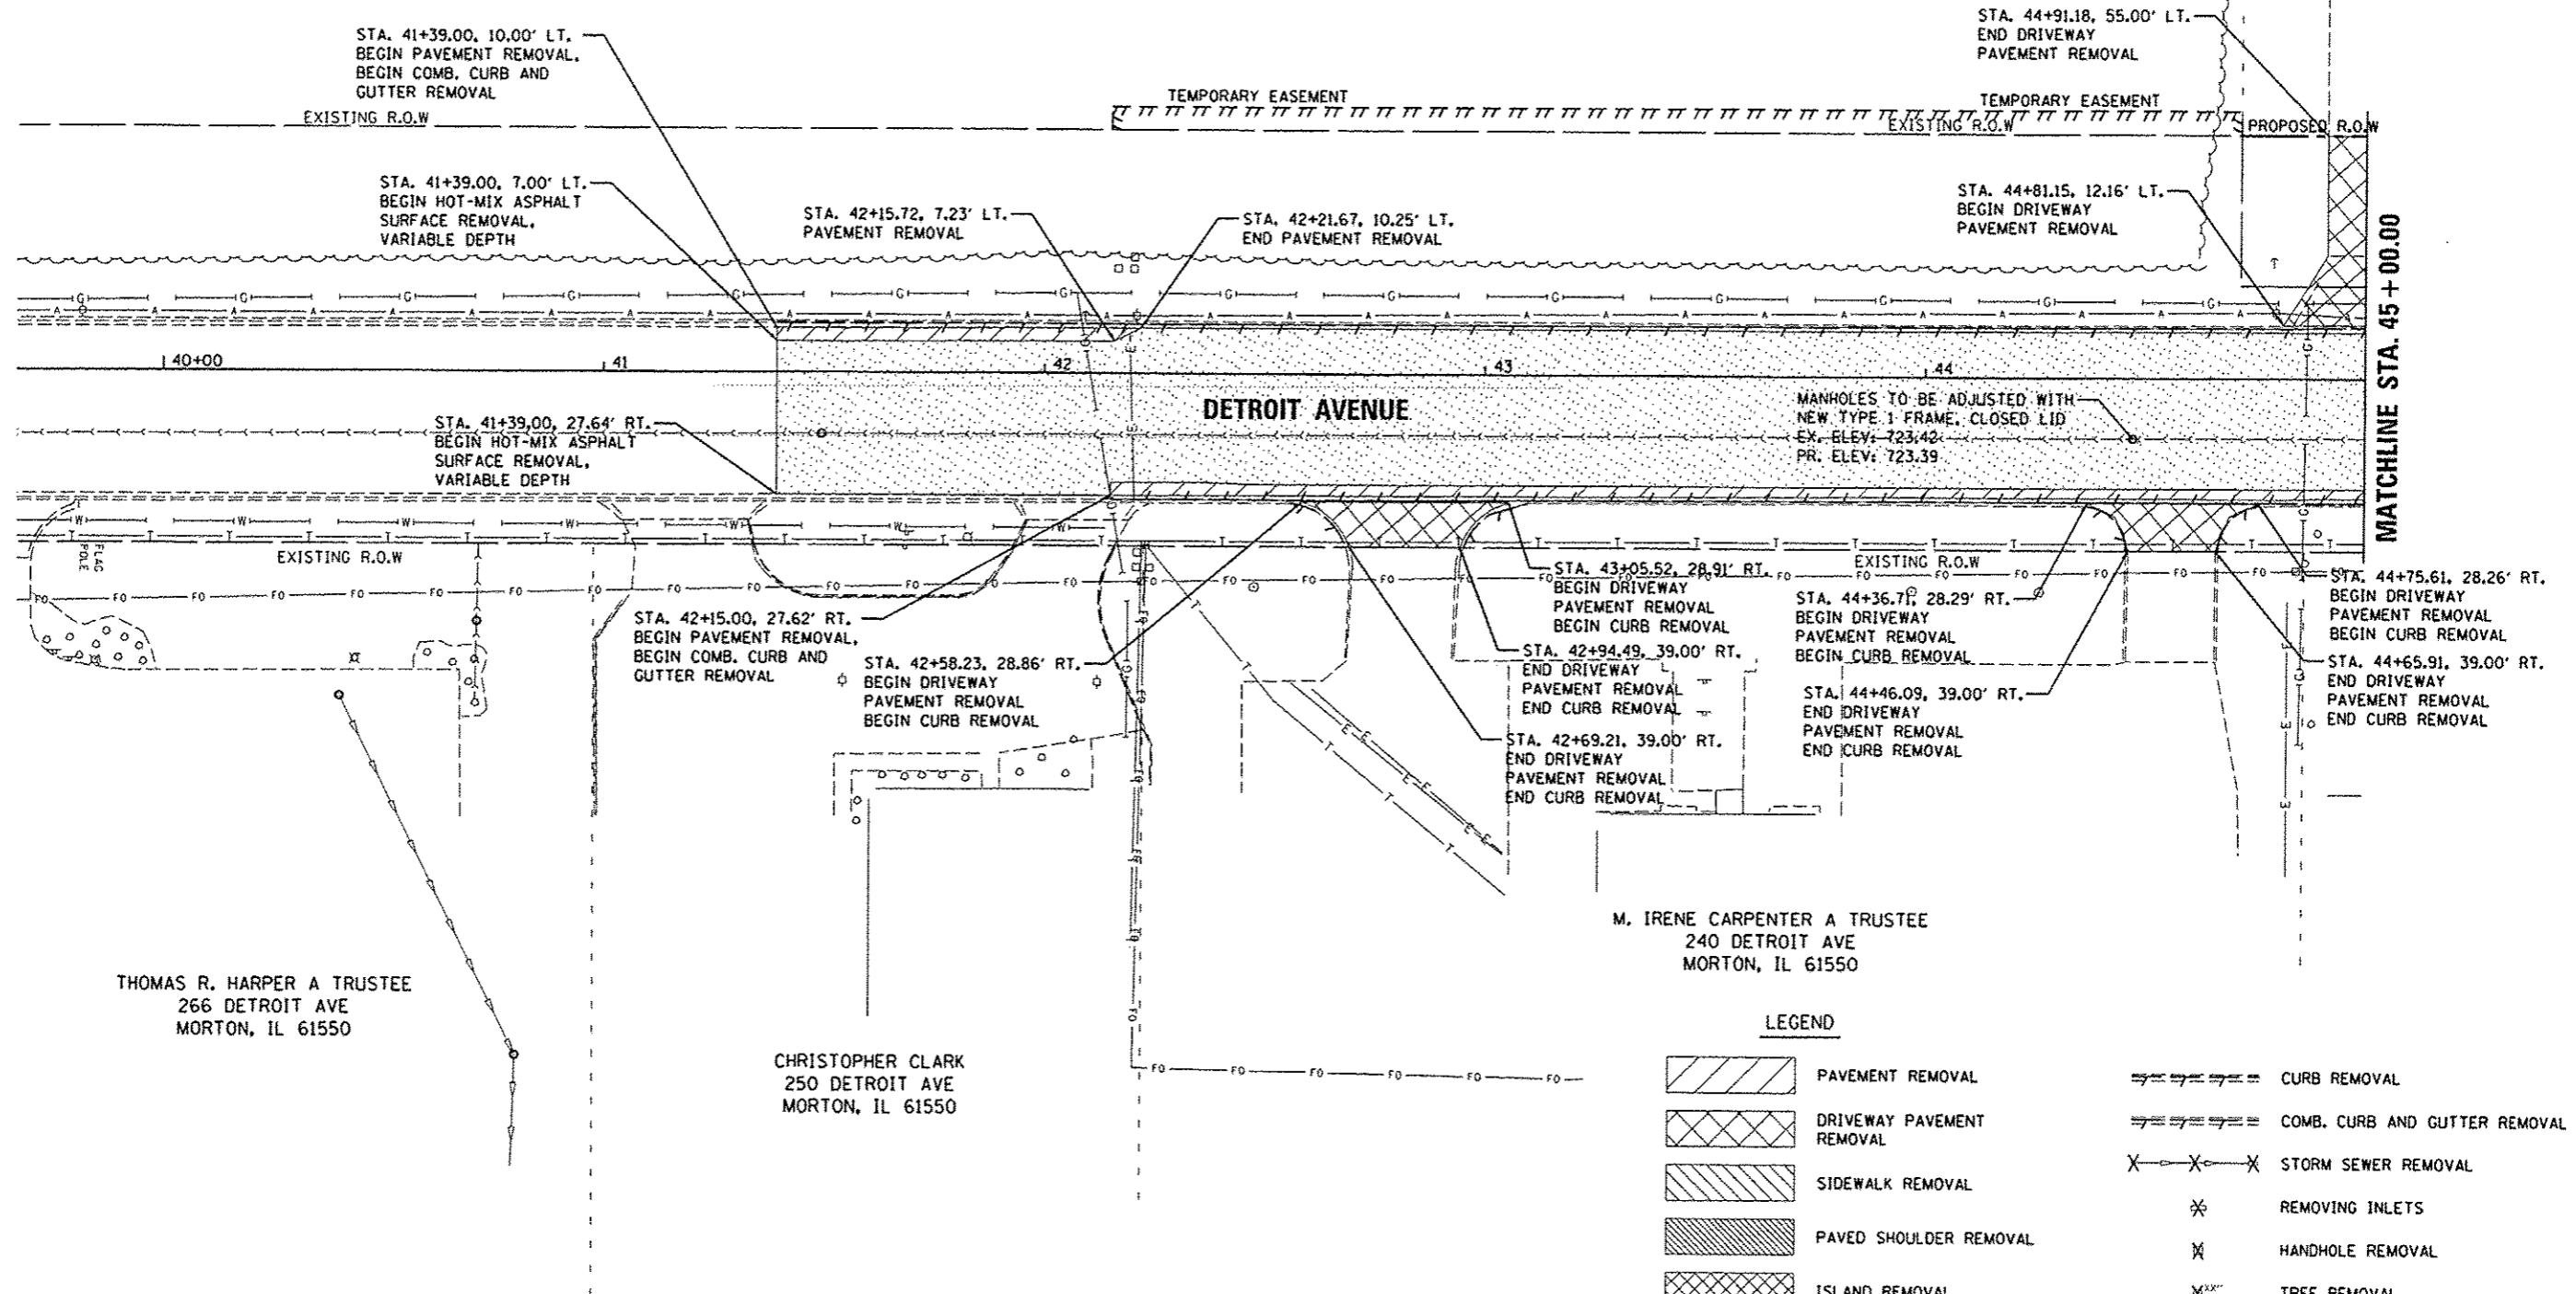 STA. 41+39.00, 10.00' LT.
BEGIN PAVEMENT REMOVAL,
BEGIN COMB. CURB AND
GUTTER REMOVAL
STA. 44+91.18, 55.00' LT.
END DRIVEWAY
PAVEMENT REMOVAL
EXISTING R.O.W
TEMPORARY EASEMENT
TEMPORARY EASEMENT
EXISTING R.O.W
PROPOSED R.O.W
STA. 41+39.00, 7.00' LT.
BEGIN HOT-MIX ASPHALT
SURFACE REMOVAL,
VARIABLE DEPTH
STA. 42+15.72, 7.23' LT.
PAVEMENT REMOVAL
STA. 42+21.67, 10.25' LT.
END PAVEMENT REMOVAL
STA. 44+81.15, 12.16' LT.
BEGIN DRIVEWAY
PAVEMENT REMOVAL
MATCHLINE STA. 45+00.00
40+00
41
42
43
44
DETROIT AVENUE
STA. 41+39.00, 27.64' RT.
BEGIN HOT-MIX ASPHALT
SURFACE REMOVAL,
VARIABLE DEPTH
MANHOLES TO BE ADJUSTED WITH
NEW TYPE 1 FRAME, CLOSED LID
EX. ELEV: 723.42
PR. ELEV: 723.39
FLAG
POLE
EXISTING R.O.W
EXISTING R.O.W
STA. 42+15.00, 27.62' RT.
BEGIN PAVEMENT REMOVAL,
BEGIN COMB. CURB AND
GUTTER REMOVAL
STA. 42+58.23, 28.86' RT.
BEGIN DRIVEWAY
PAVEMENT REMOVAL
BEGIN CURB REMOVAL
STA. 43+05.52, 28.91' RT.
BEGIN DRIVEWAY
PAVEMENT REMOVAL
BEGIN CURB REMOVAL
STA. 42+94.49, 39.00' RT.
END DRIVEWAY
PAVEMENT REMOVAL
END CURB REMOVAL
STA. 42+69.21, 39.00' RT.
END DRIVEWAY
PAVEMENT REMOVAL
END CURB REMOVAL
STA. 44+36.71, 28.29' RT.
BEGIN DRIVEWAY
PAVEMENT REMOVAL
BEGIN CURB REMOVAL
STA. 44+46.09, 39.00' RT.
END DRIVEWAY
PAVEMENT REMOVAL
END CURB REMOVAL
STA. 44+75.61, 28.26' RT.
BEGIN DRIVEWAY
PAVEMENT REMOVAL
BEGIN CURB REMOVAL
STA. 44+65.91, 39.00' RT.
END DRIVEWAY
PAVEMENT REMOVAL
END CURB REMOVAL
THOMAS R. HARPER A TRUSTEE
266 DETROIT AVE
MORTON, IL 61550
CHRISTOPHER CLARK
250 DETROIT AVE
MORTON, IL 61550
M. IRENE CARPENTER A TRUSTEE
240 DETROIT AVE
MORTON, IL 61550
LEGEND
PAVEMENT REMOVAL
DRIVEWAY PAVEMENT
REMOVAL
SIDEWALK REMOVAL
PAVED SHOULDER REMOVAL
ISLAND REMOVAL
CURB REMOVAL
COMB. CURB AND GUTTER REMOVAL
STORM SEWER REMOVAL
REMOVING INLETS
HANDHOLE REMOVAL
TREE REMOVAL